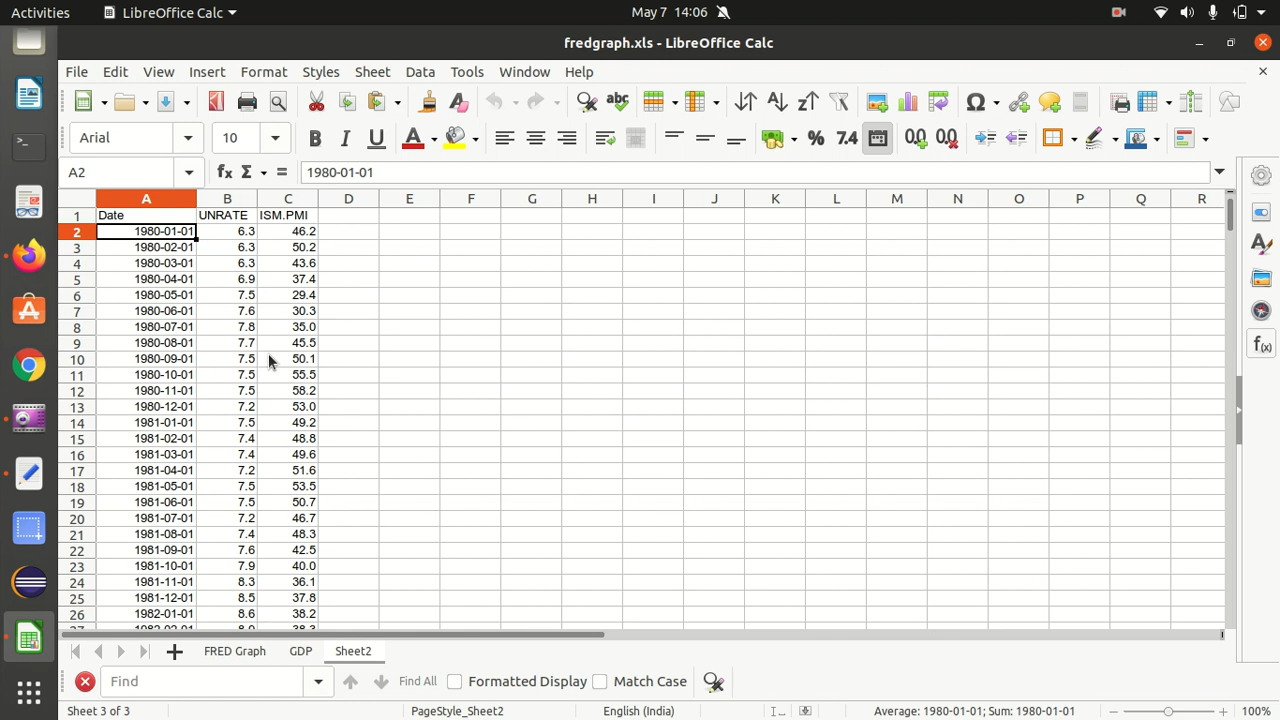 Activities LibreOffice Calc May 7 14:06
fredgraph.xls - LibreOffice Calc
File Edit View Insert Format Styles Sheet Data Tools Window Help
Arial 10
A2 1980-01-01
A B C D E F G H I J K L M N O P Q R
1 Date UNRATE ISM.PMI
2 1980-01-01 6.3 46.2
3 1980-02-01 6.3 50.2
4 1980-03-01 6.3 43.6
5 1980-04-01 6.9 37.4
6 1980-05-01 7.5 29.4
7 1980-06-01 7.6 30.3
8 1980-07-01 7.8 35.0
9 1980-08-01 7.7 45.5
10 1980-09-01 7.5 50.1
11 1980-10-01 7.5 55.5
12 1980-11-01 7.5 58.2
13 1980-12-01 7.2 53.0
14 1981-01-01 7.5 49.2
15 1981-02-01 7.4 48.8
16 1981-03-01 7.4 49.6
17 1981-04-01 7.2 51.6
18 1981-05-01 7.5 53.5
19 1981-06-01 7.5 50.7
20 1981-07-01 7.2 46.7
21 1981-08-01 7.4 48.3
22 1981-09-01 7.6 42.5
23 1981-10-01 7.9 40.0
24 1981-11-01 8.3 36.1
25 1981-12-01 8.5 37.8
26 1982-01-01 8.6 38.2
FRED Graph GDP Sheet2
Find Find All Formatted Display Match Case
Sheet 3 of 3 PageStyle_Sheet2 English (India) Average: 1980-01-01; Sum: 1980-01-01 100%